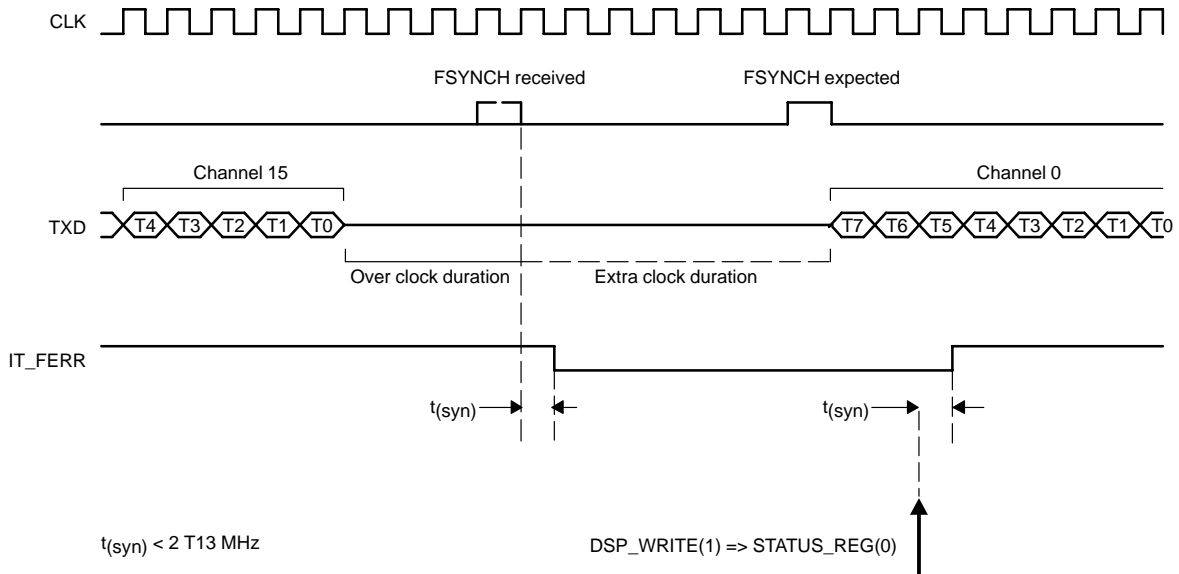 CLK
FSYNCH received
FSYNCH expected
Channel 15
Channel 0
TXD
T4 T3 T2 T1 T0
T7 T6 T5 T4 T3 T2 T1 T0
Over clock duration
Extra clock duration
IT_FERR
t(syn)
t(syn)
t(syn) < 2 T13 MHz
DSP_WRITE(1) => STATUS_REG(0)